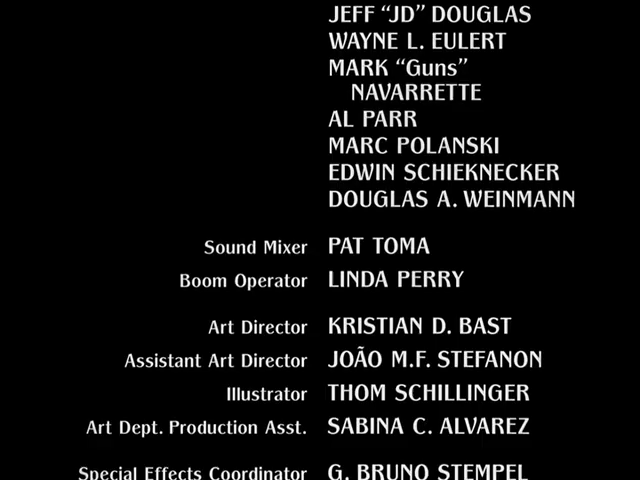 JEFF “JD” DOUGLAS
WAYNE L. EULERT
MARK “Guns”
NAVARRETTE
AL PARR
MARC POLANSKI
EDWIN SCHIEKNECKER
DOUGLAS A. WEINMANN
Sound Mixer PAT TOMA
Boom Operator LINDA PERRY
Art Director KRISTIAN D. BAST
Assistant Art Director JOÃO M.F. STEFANON
Illustrator THOM SCHILLINGER
Art Dept. Production Asst. SABINA C. ALVAREZ
Special Effects Coordinator G. BRUNO STEMPEL